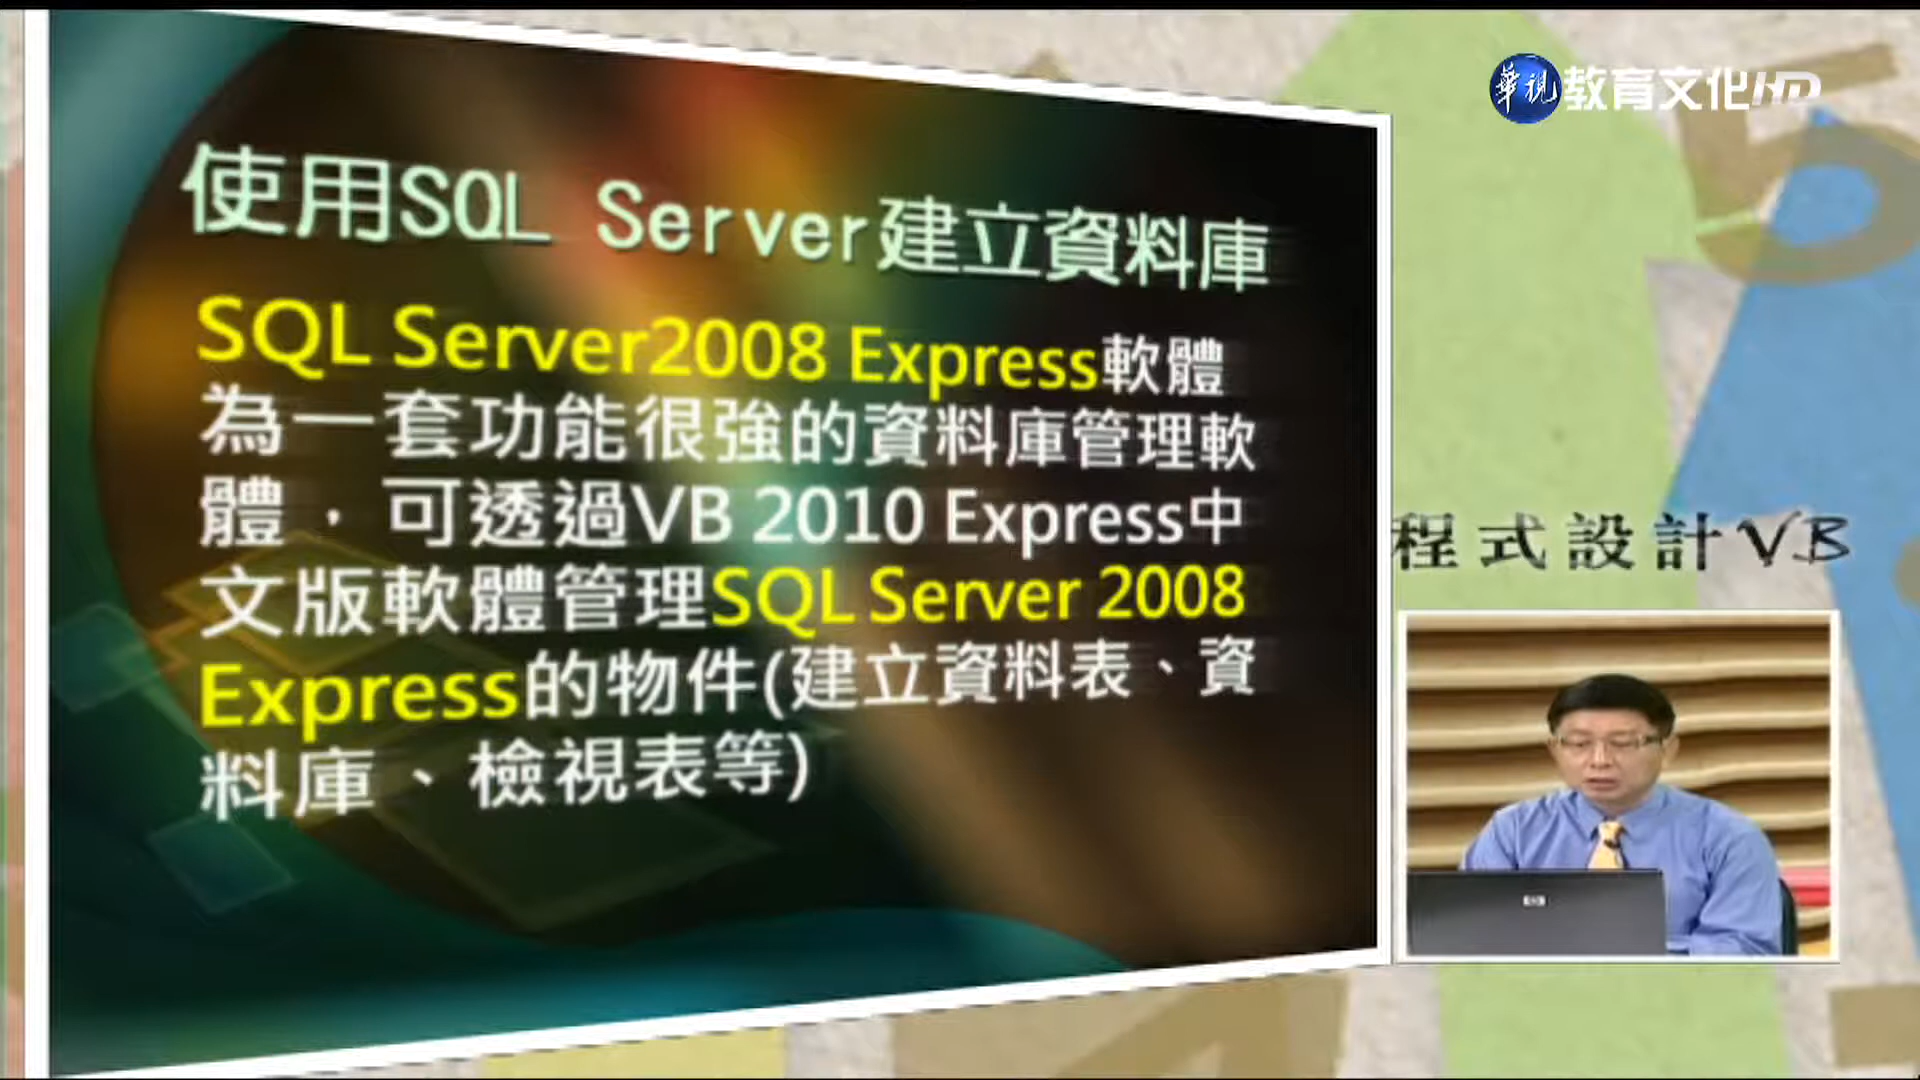 華視 教育文化HD
使用SQL Server建立資料庫
SQL Server2008 Express軟體
為一套功能很強的資料庫管理軟
體，可透過VB 2010 Express中
文版軟體管理SQL Server 2008
Express的物件(建立資料表、資
料庫、檢視表等)
程式設計VB
hp